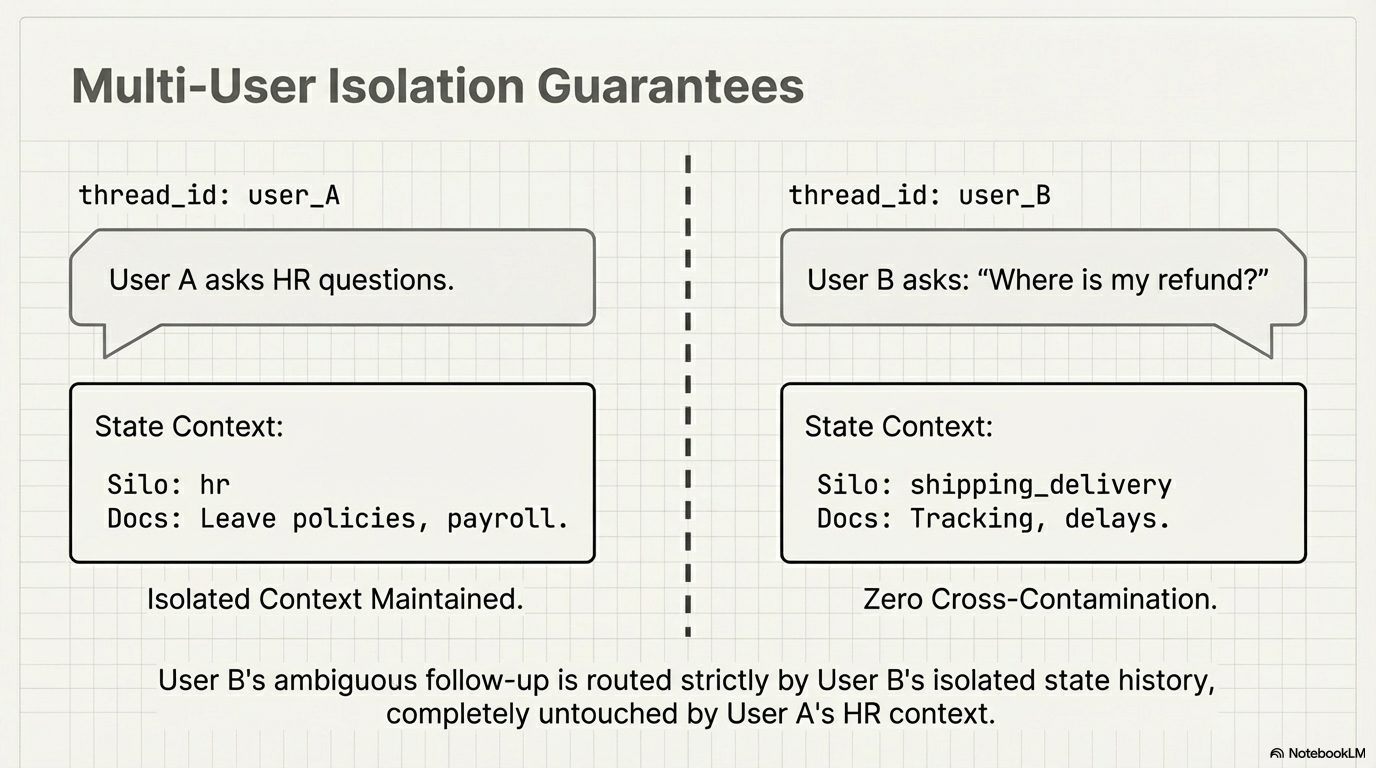 Multi-User Isolation Guarantees
thread_id: user_A
User A asks HR questions.
State Context:
Silo: hr
Docs: Leave policies, payroll.
Isolated Context Maintained.
thread_id: user_B
User B asks: “Where is my refund?”
State Context:
Silo: shipping_delivery
Docs: Tracking, delays.
Zero Cross-Contamination.
User B's ambiguous follow-up is routed strictly by User B's isolated state history,
completely untouched by User A's HR context.
NotebookLM